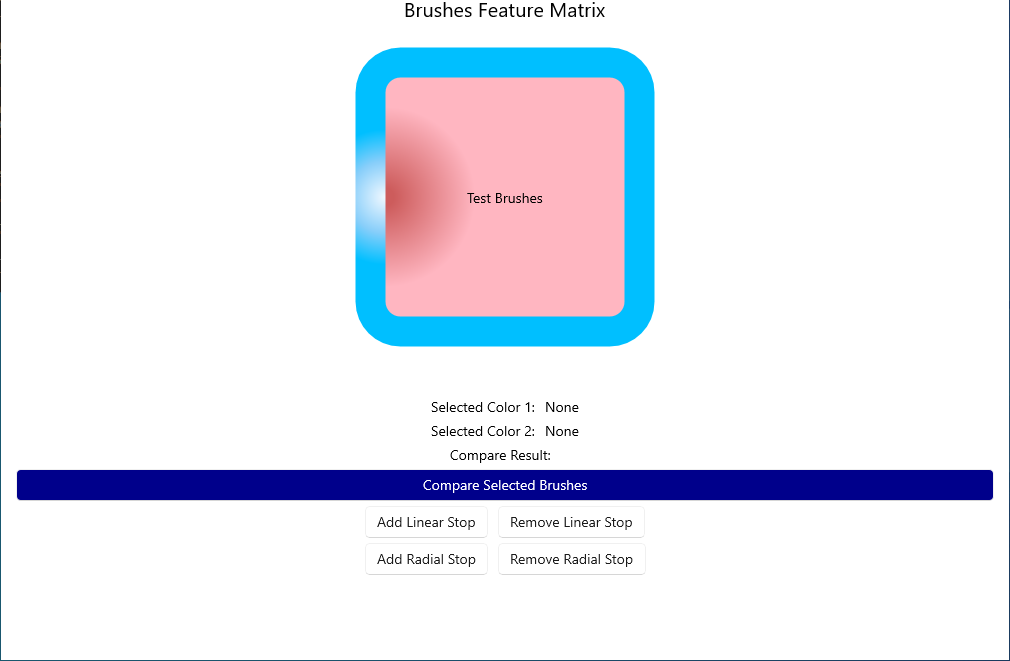 Brushes Feature Matrix
Test Brushes
Selected Color 1: None
Selected Color 2: None
Compare Result:
Compare Selected Brushes
Add Linear Stop Remove Linear Stop
Add Radial Stop Remove Radial Stop